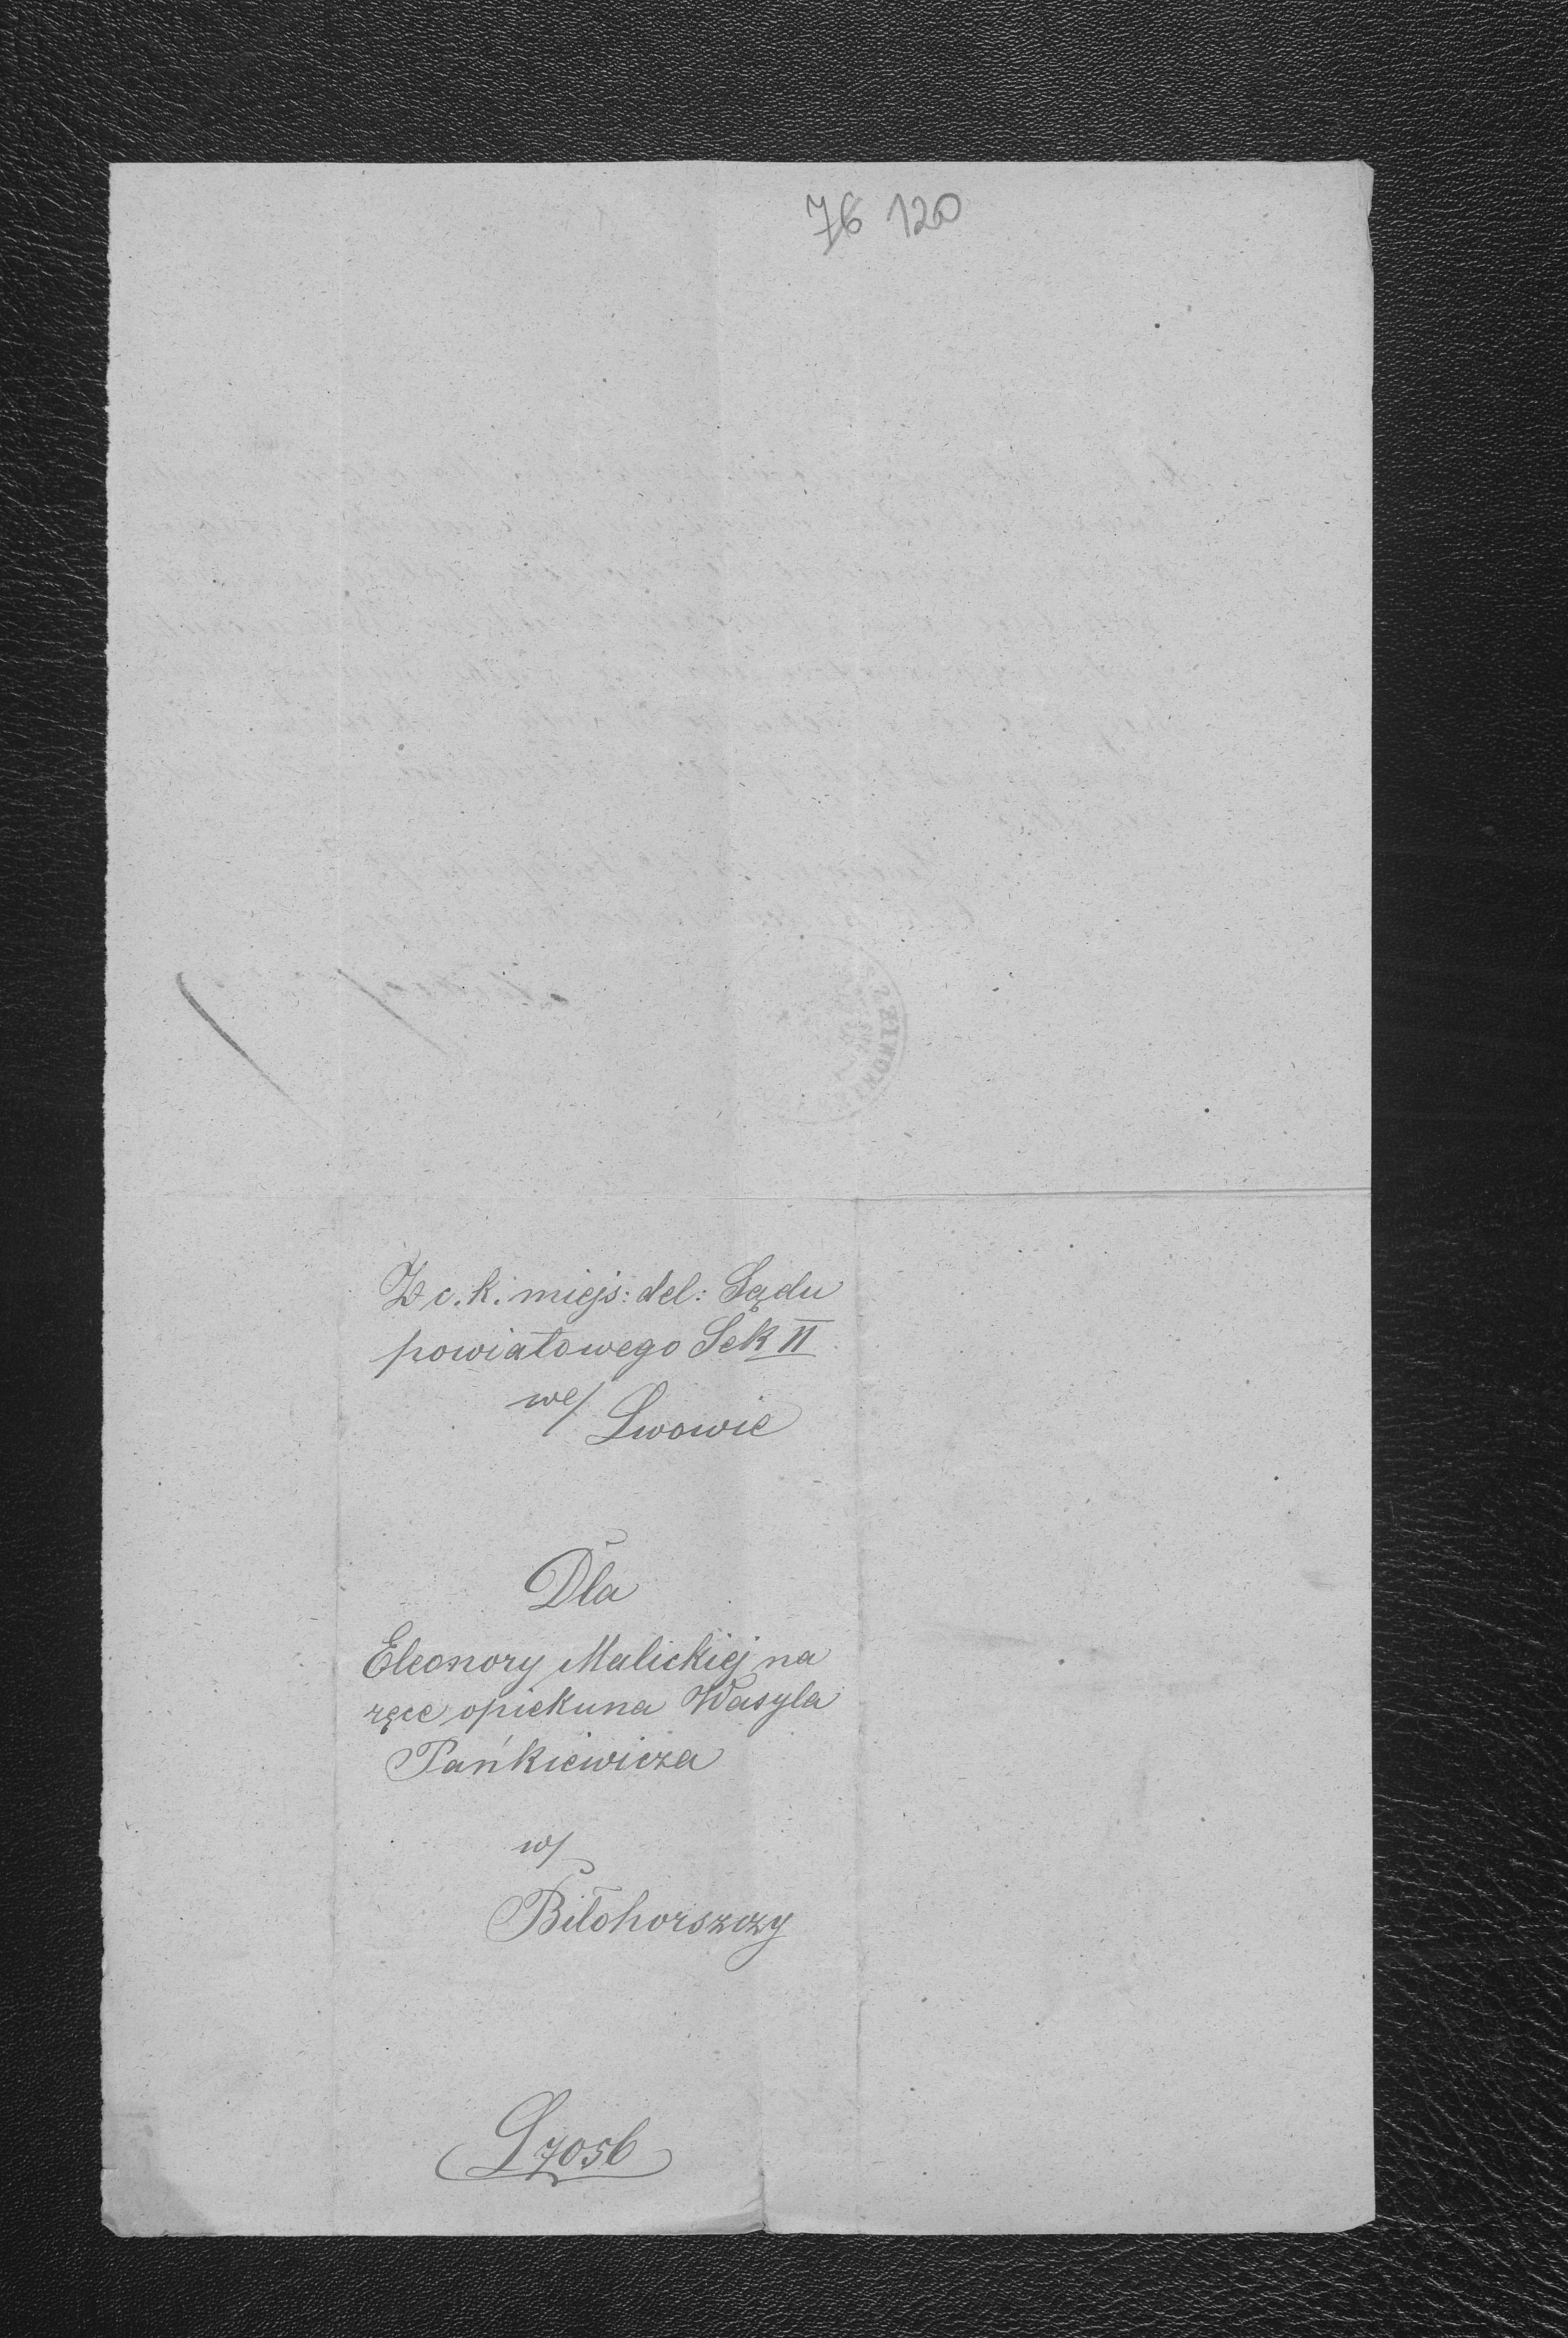 76 120
Z c. k. miejs: del: Sądu
powiatowego Sek II
we/
Lwowie
Dla
Eleonory Malickiej na
ręce opiekuna Wasyla
Pańkiewicza
w/
Biłohorszczy
L 7056